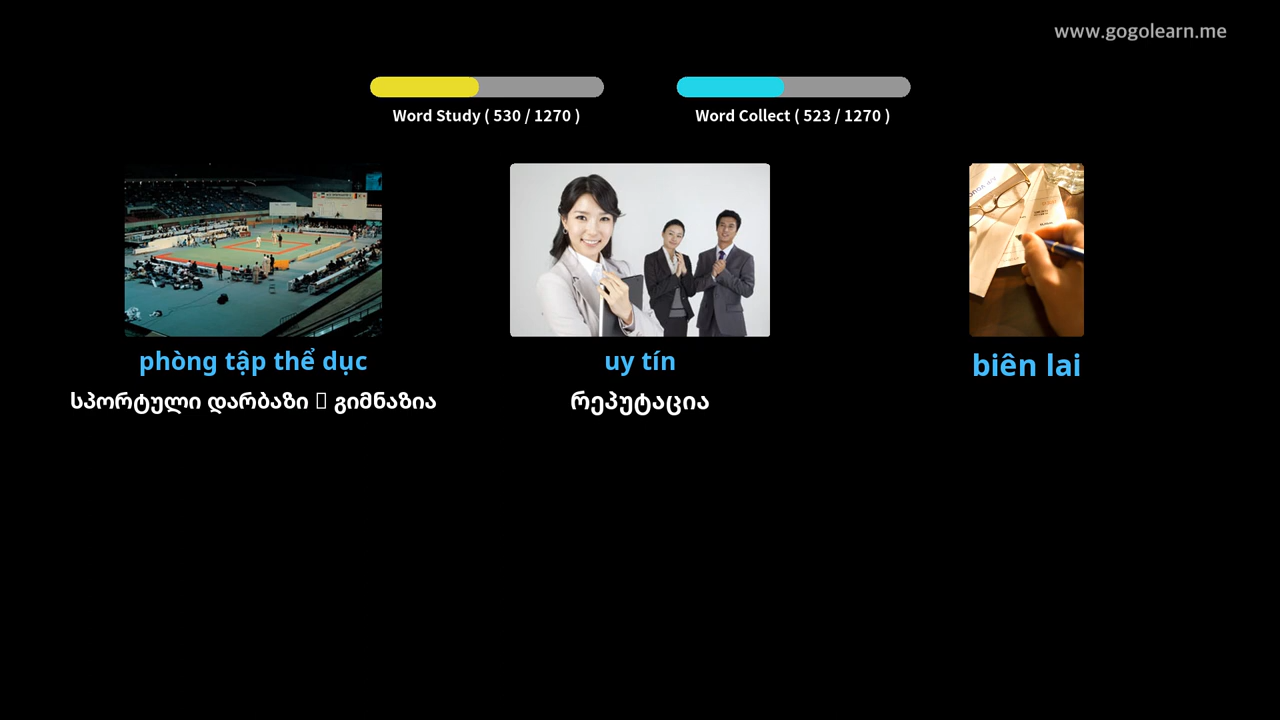 www.gogolearn.me
Word Study ( 530 / 1270 )
Word Collect ( 523 / 1270 )
phòng tập thể dục
სპორტული დარბაზი ▯ გიმნაზია
uy tín
რეპუტაცია
biên lai